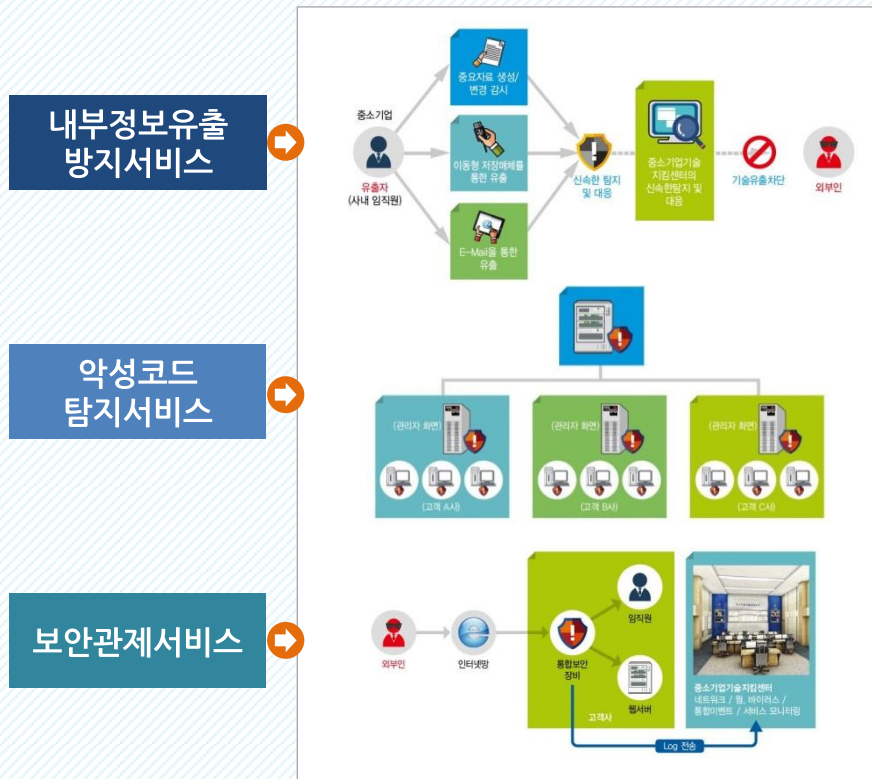 내부정보유출
방지서비스
중소기업
유출자
(사내 임직원)
중요자료 생성/
변경 감시
이동형 저장매체를
통한 유출
E-Mail을 통한
유출
신속한 탐지
및 대응
중소기업기술
지킴센터의
신속한탐지 및
대응
기술유출차단
외부인
악성코드
탐지서비스
(관리자 화면)
(고객 A사)
(관리자 화면)
(고객 B사)
(관리자 화면)
(고객 C사)
보안관제서비스
외부인
인터넷망
통합보안
장비
임직원
웹서버
고객사
중소기업기술지킴센터
네트워크 / 웜, 바이러스 /
통합이벤트 / 서비스 모니터링
Log 전송